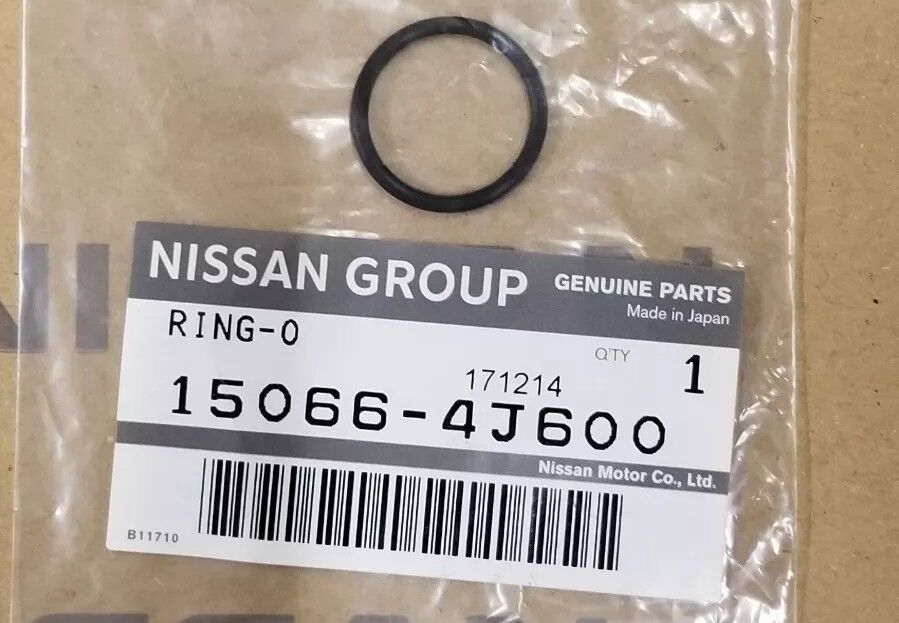 NISSAN GROUP
GENUINE PARTS
Made in Japan
RING-O
Q'TY 1
171214
15066-4J600
Nissan Motor Co., Ltd.
B11710